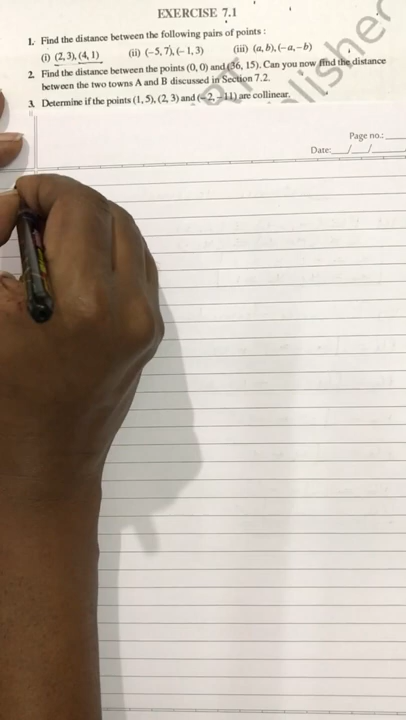 EXERCISE 7.1
1. Find the distance between the following pairs of points :
(i) (2, 3), (4, 1) (ii) (−5, 7), (− 1, 3) (iii) (a, b), (− a, − b)
2. Find the distance between the points (0, 0) and (36, 15). Can you now find the distance
between the two towns A and B discussed in Section 7.2.
3. Determine if the points (1, 5), (2, 3) and (− 2, − 11) are collinear.
Page no.:
Date: / /